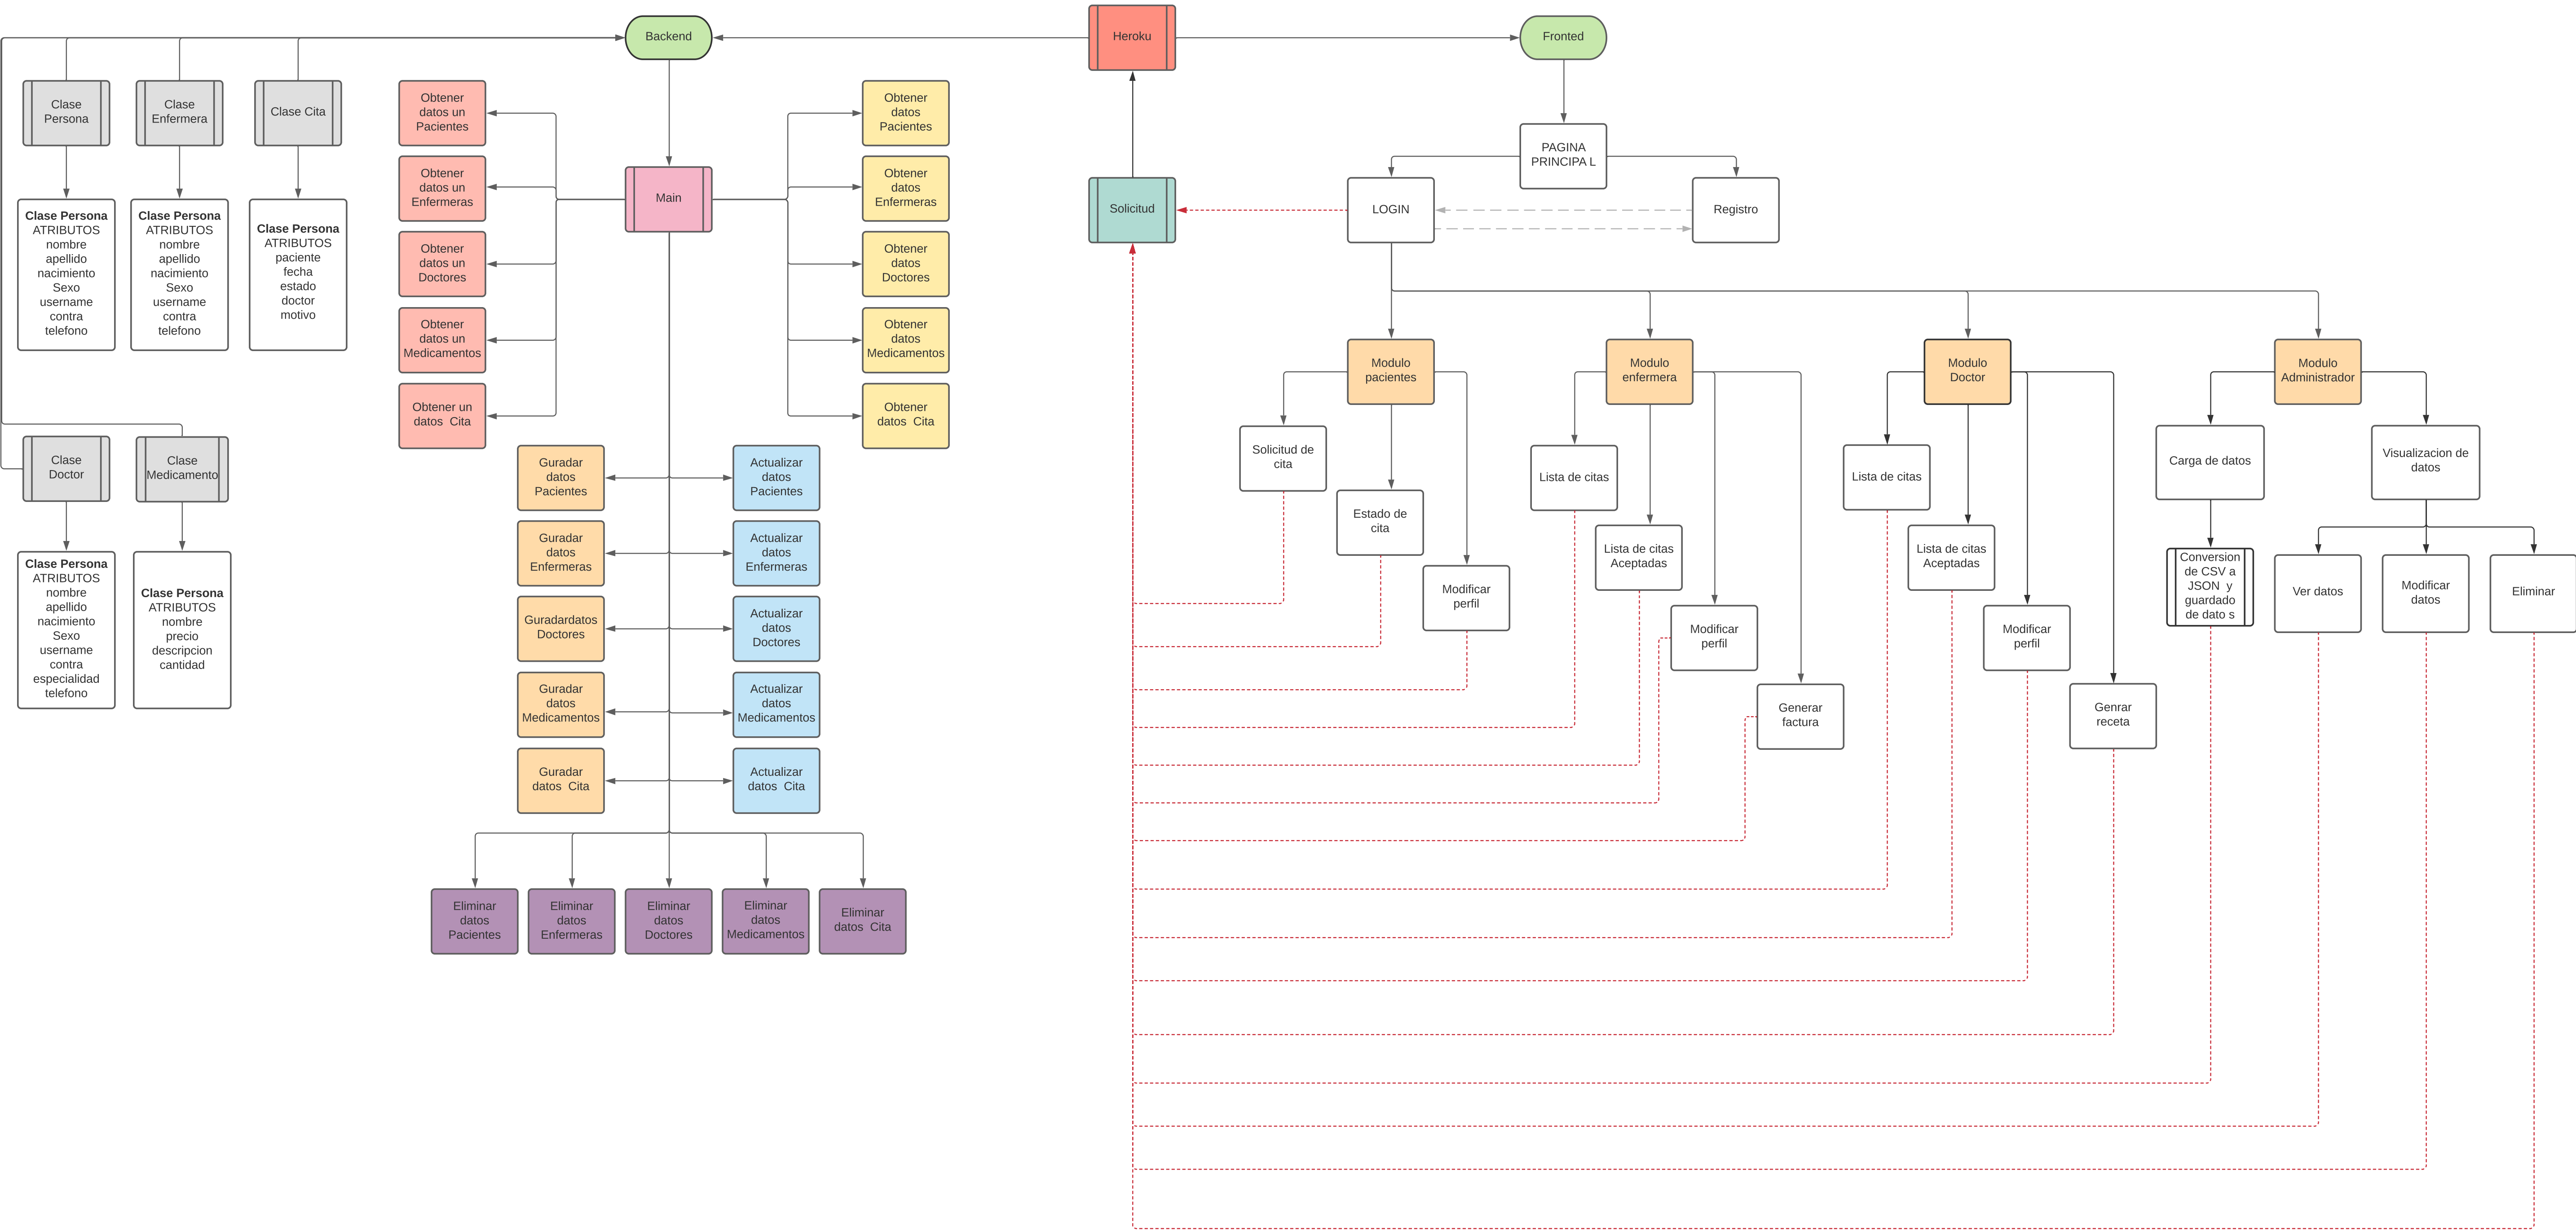 Backend
Heroku
Fronted
Clase
Persona
Clase
Enfermera
Clase Cita
Clase Persona
ATRIBUTOS
nombre
apellido
nacimiento
Sexo
username
contra
telefono
Clase Persona
ATRIBUTOS
nombre
apellido
nacimiento
Sexo
username
contra
telefono
Clase Persona
ATRIBUTOS
paciente
fecha
estado
doctor
motivo
Clase
Doctor
Clase
Medicamento
Clase Persona
ATRIBUTOS
nombre
apellido
nacimiento
Sexo
username
contra
especialidad
telefono
Clase Persona
ATRIBUTOS
nombre
precio
descripcion
cantidad
Obtener
datos un
Pacientes
Obtener
datos un
Enfermeras
Obtener
datos un
Doctores
Obtener
datos un
Medicamentos
Obtener un
datos  Cita
Main
Obtener
datos
Pacientes
Obtener
datos
Enfermeras
Obtener
datos
Doctores
Obtener
datos
Medicamentos
Obtener
datos  Cita
Guradar
datos
Pacientes
Guradar
datos
Enfermeras
Guradardatos
Doctores
Guradar
datos
Medicamentos
Guradar
datos  Cita
Actualizar
datos
Pacientes
Actualizar
datos
Enfermeras
Actualizar
datos
Doctores
Actualizar
datos
Medicamentos
Actualizar
datos  Cita
Eliminar
datos
Pacientes
Eliminar
datos
Enfermeras
Eliminar
datos
Doctores
Eliminar
datos
Medicamentos
Eliminar
datos  Cita
Solicitud
PAGINA
PRINCIPA L
LOGIN
Registro
Modulo
pacientes
Modulo
enfermera
Modulo
Doctor
Modulo
Administrador
Solicitud de
cita
Estado de
cita
Modificar
perfil
Lista de citas
Lista de citas
Aceptadas
Modificar
perfil
Generar
factura
Lista de citas
Lista de citas
Aceptadas
Modificar
perfil
Genrar
receta
Carga de datos
Conversion
de CSV a
JSON  y
guardado
de dato s
Visualizacion de
datos
Ver datos
Modificar
datos
Eliminar